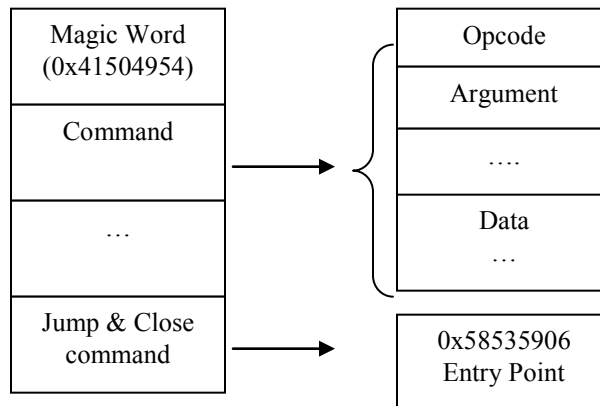 Magic Word
(0x41504954)
Command
...
Jump & Close
command
Opcode
Argument
....
Data
...
0x58535906
Entry Point